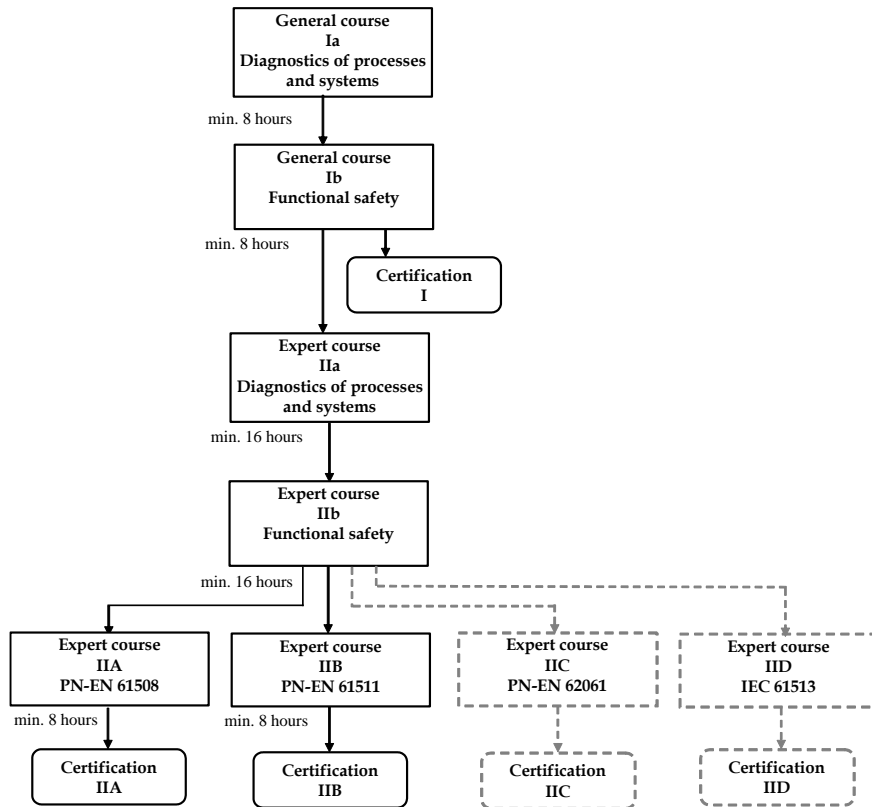 General course
Ia
Diagnostics of processes
and systems
min. 8 hours
General course
Ib
Functional safety
min. 8 hours
Certification
I
Expert course
IIa
Diagnostics of processes
and systems
min. 16 hours
Expert course
IIb
Functional safety
min. 16 hours
Expert course
IIA
PN-EN 61508
Expert course
IIB
PN-EN 61511
Expert course
IIC
PN-EN 62061
Expert course
IID
IEC 61513
min. 8 hours
min. 8 hours
Certification
IIA
Certification
IIB
Certification
IIC
Certification
IID